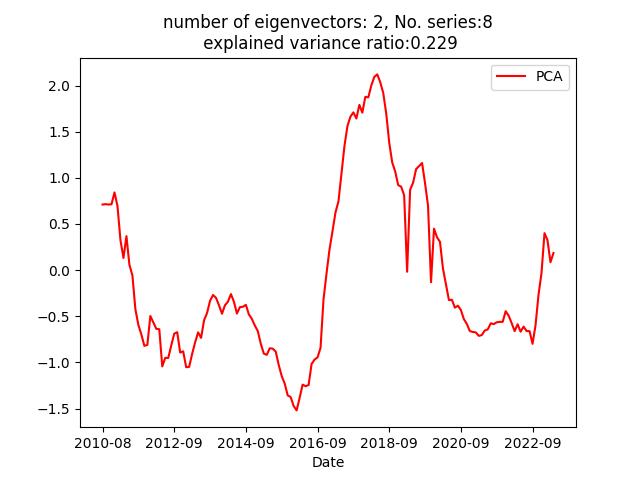 number of eigenvectors: 2, No. series:8
explained variance ratio:0.229
PCA
2.0
1.5
1.0
0.5
0.0
−0.5
−1.0
−1.5
2010-08 2012-09 2014-09 2016-09 2018-09 2020-09 2022-09
Date